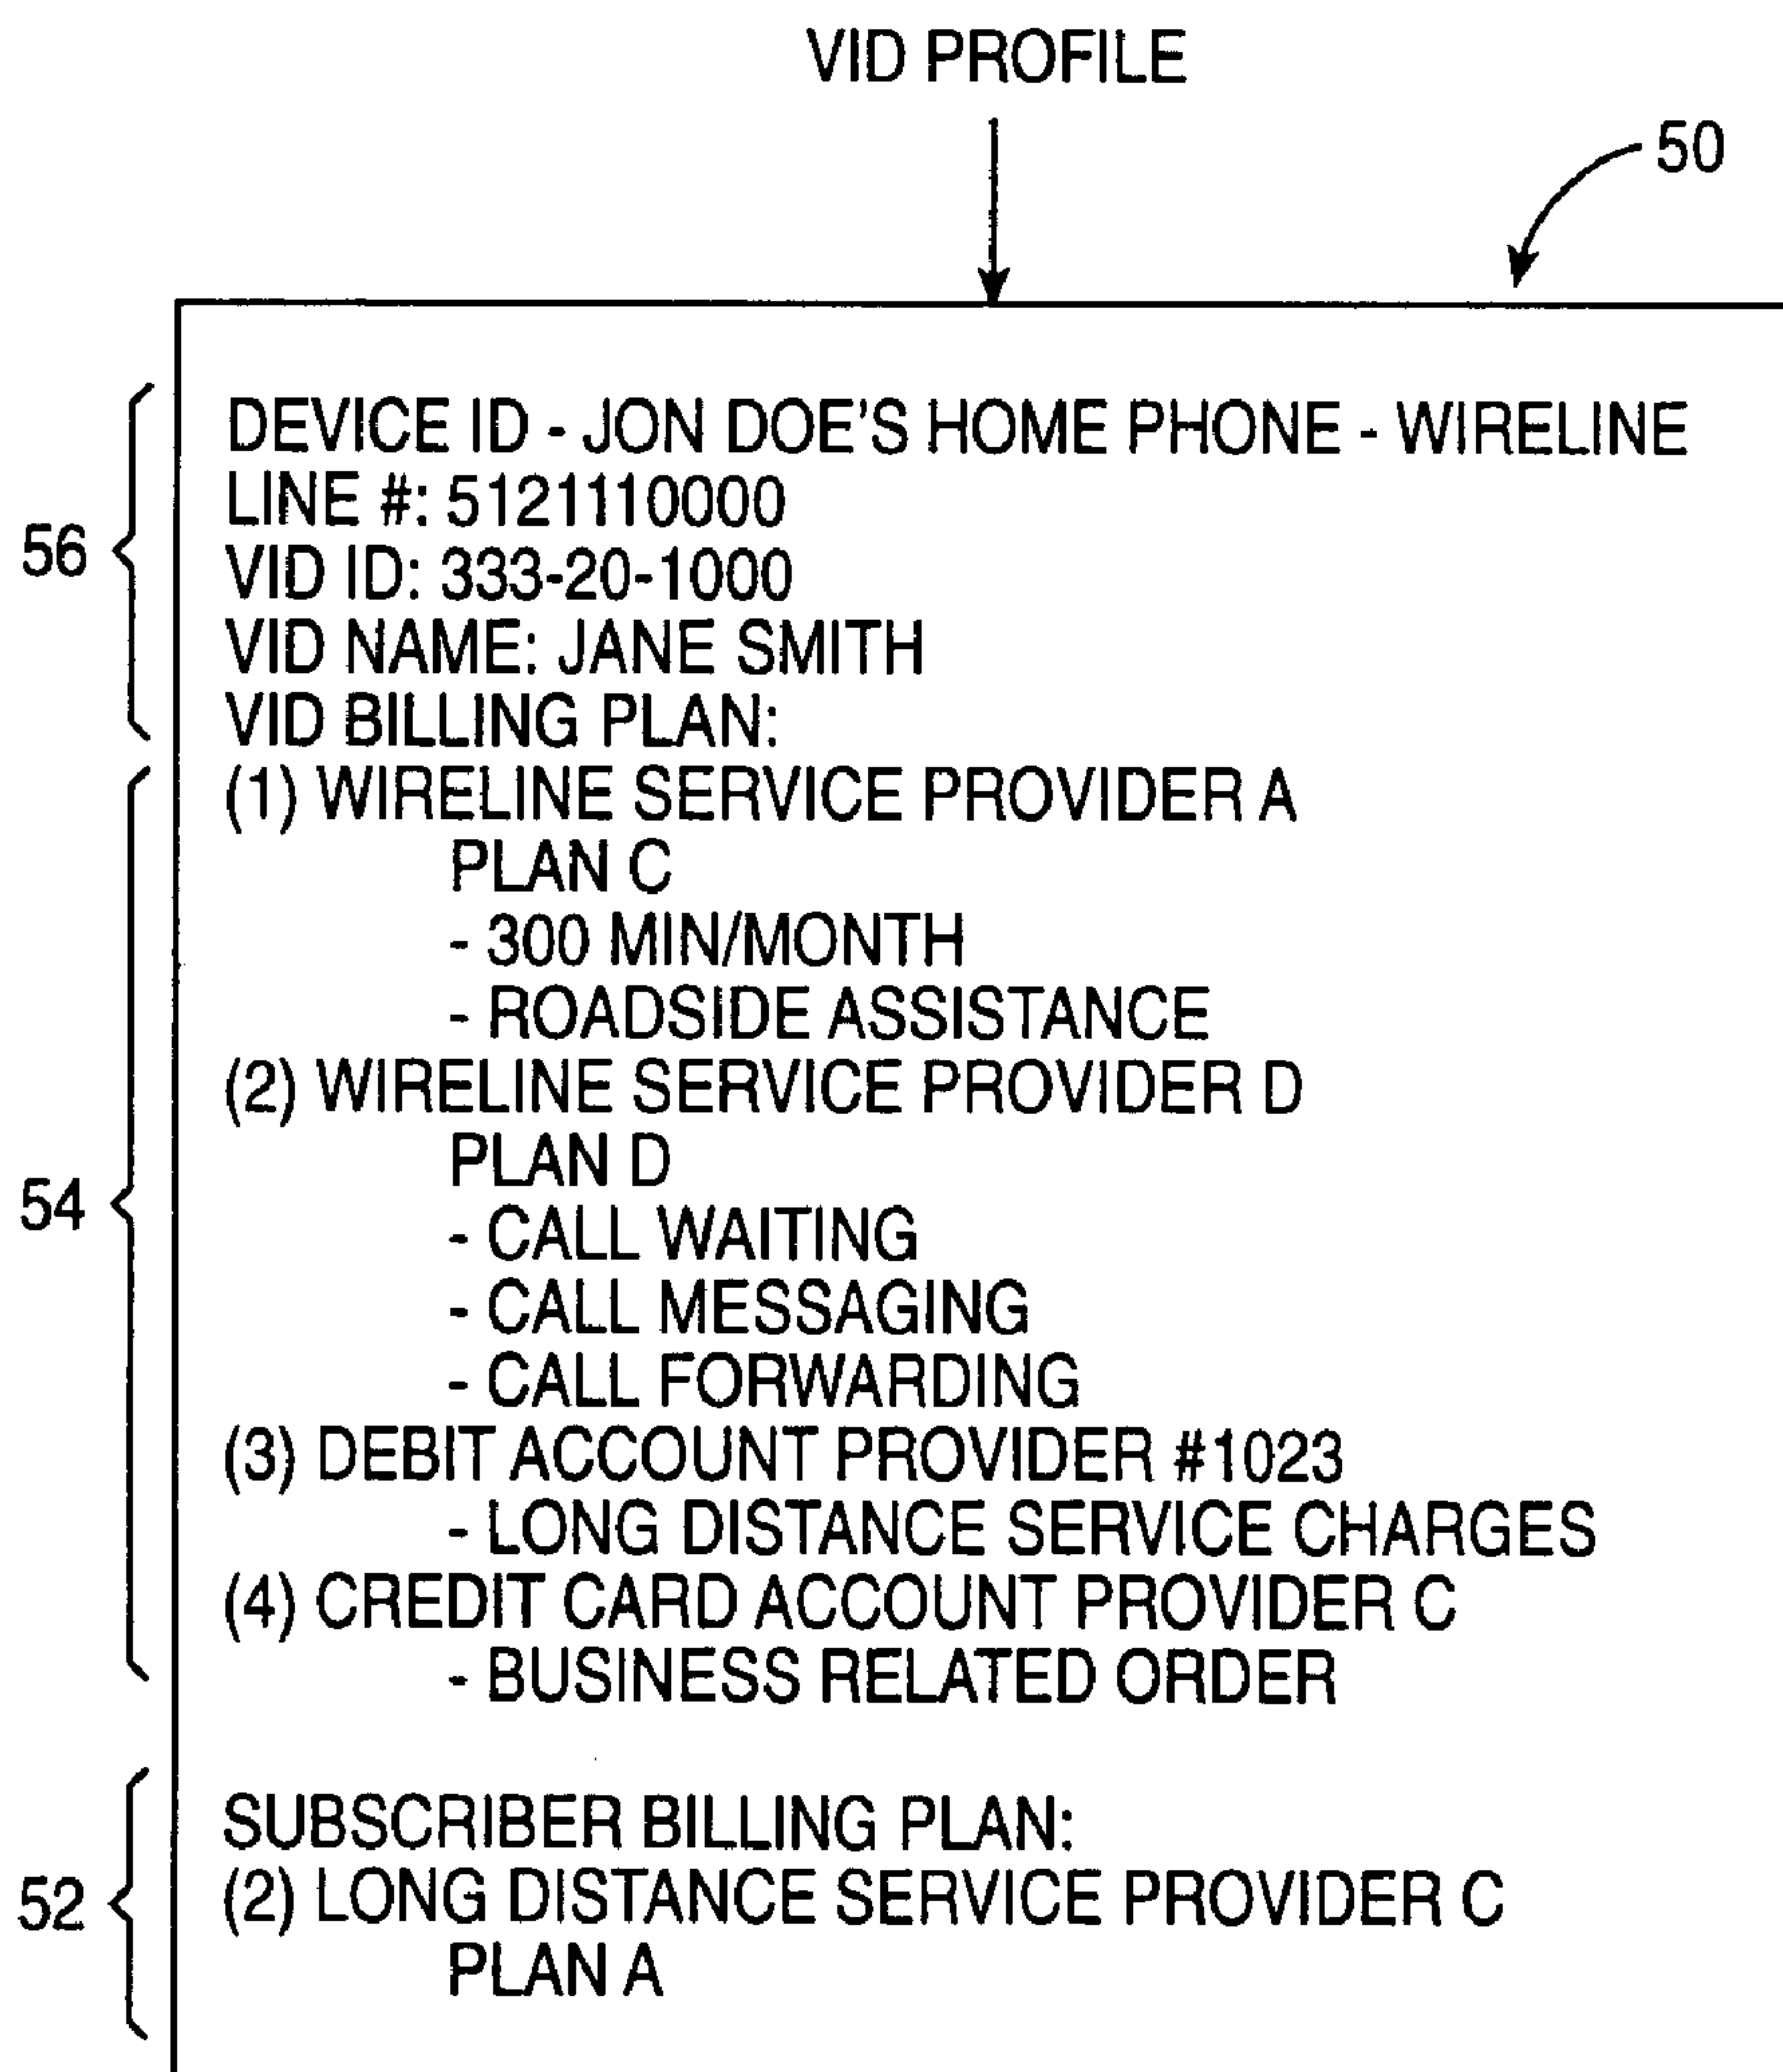 VID PROFILE
50
DEVICE ID - JON DOE'S HOME PHONE - WIRELINE
LINE #: 5121110000
56
VID ID: 333-20-1000
VID NAME: JANE SMITH
VID BILLING PLAN:
(1) WIRELINE SERVICE PROVIDER A
PLAN C
- 300 MIN/MONTH
- ROADSIDE ASSISTANCE
(2) WIRELINE SERVICE PROVIDER D
PLAN D
54
- CALL WAITING
- CALL MESSAGING
- CALL FORWARDING
(3) DEBIT ACCOUNT PROVIDER #1023
- LONG DISTANCE SERVICE CHARGES
(4) CREDIT CARD ACCOUNT PROVIDER C
- BUSINESS RELATED ORDER
SUBSCRIBER BILLING PLAN:
52
(2) LONG DISTANCE SERVICE PROVIDER C
PLAN A